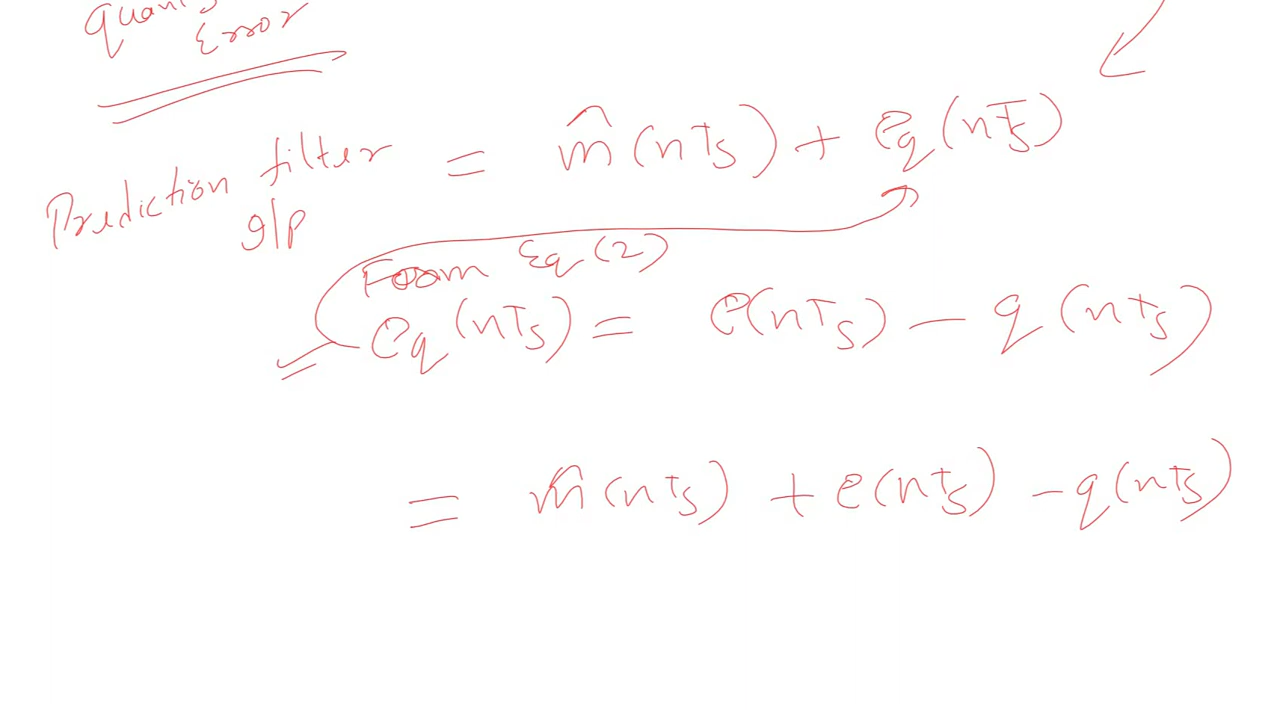 Error
Prediction filter = m̂(nTs) + eq(nTs)
I/p
From Eq (2)
eq(nTs) = e(nTs) - q(nTs)
= m̂(nTs) + e(nTs) - q(nTs)